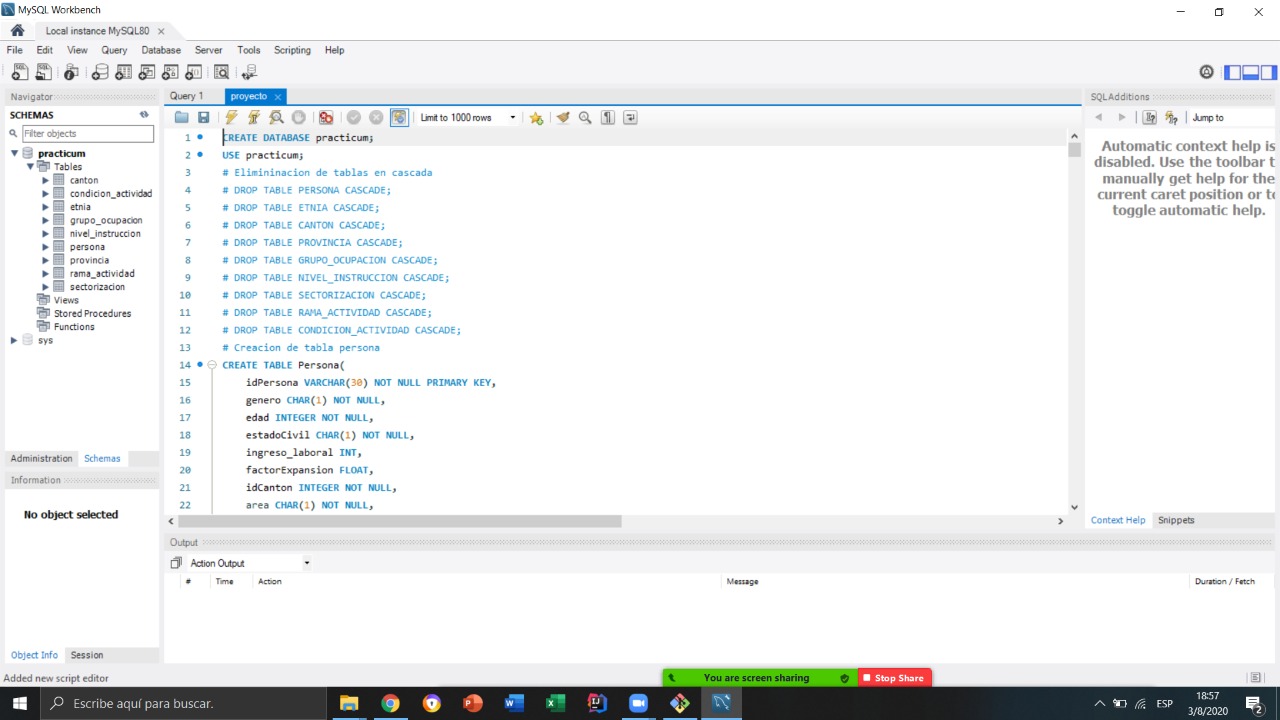 MySQL Workbench
Local instance MySQL80
File Edit View Query Database Server Tools Scripting Help
Navigator
SCHEMAS
Filter objects
practicum
Tables
canton
condicion_actividad
etnia
grupo_ocupacion
nivel_instruccion
persona
provincia
rama_actividad
sectorizacion
Views
Stored Procedures
Functions
sys
Administration Schemas
Information
No object selected
Object Info Session
Added new script editor
Query 1 proyecto
Limit to 1000 rows
1 CREATE DATABASE practicum;
2 USE practicum;
3 # Elimininacion de tablas en cascada
4 # DROP TABLE PERSONA CASCADE;
5 # DROP TABLE ETNIA CASCADE;
6 # DROP TABLE CANTON CASCADE;
7 # DROP TABLE PROVINCIA CASCADE;
8 # DROP TABLE GRUPO_OCUPACION CASCADE;
9 # DROP TABLE NIVEL_INSTRUCCION CASCADE;
10 # DROP TABLE SECTORIZACION CASCADE;
11 # DROP TABLE RAMA_ACTIVIDAD CASCADE;
12 # DROP TABLE CONDICION_ACTIVIDAD CASCADE;
13 # Creacion de tabla persona
14 CREATE TABLE Persona(
15 idPersona VARCHAR(30) NOT NULL PRIMARY KEY,
16 genero CHAR(1) NOT NULL,
17 edad INTEGER NOT NULL,
18 estadoCivil CHAR(1) NOT NULL,
19 ingreso_laboral INT,
20 factorExpansion FLOAT,
21 idCanton INTEGER NOT NULL,
22 area CHAR(1) NOT NULL,
SQLAdditions
Jump to
Automatic context help is
disabled. Use the toolbar t
manually get help for the
current caret position or to
toggle automatic help.
Context Help Snippets
Output
Action Output
# Time Action Message Duration / Fetch
You are screen sharing Stop Share
Escribe aquí para buscar.
ESP
18:57
3/8/2020
2